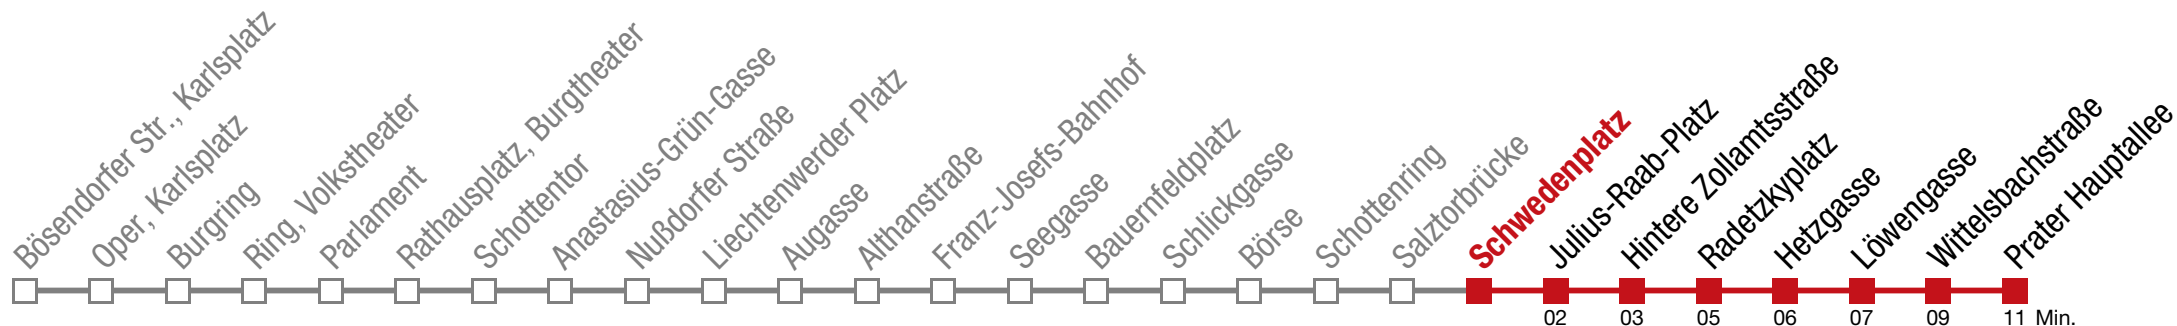 Bösendorfer Str., Karlsplatz
Oper, Karlsplatz
Burgring
Ring, Volkstheater
Parlament
Rathausplatz, Burgtheater
Schottentor
Anastasius-Grün-Gasse
Nußdorfer Straße
Liechtenwerder Platz
Augasse
Althanstraße
Franz-Josefs-Bahnhof
Seegasse
Bauernfeldplatz
Schlickgasse
Börse
Schottenring
Salztorbrücke
Schwedenplatz
Julius-Raab-Platz
Hintere Zollamtsstraße
Radetzkyplatz
Hetzgasse
Löwengasse
Wittelsbachstraße
Prater Hauptallee
02 03 05 06 07 09 11 Min.